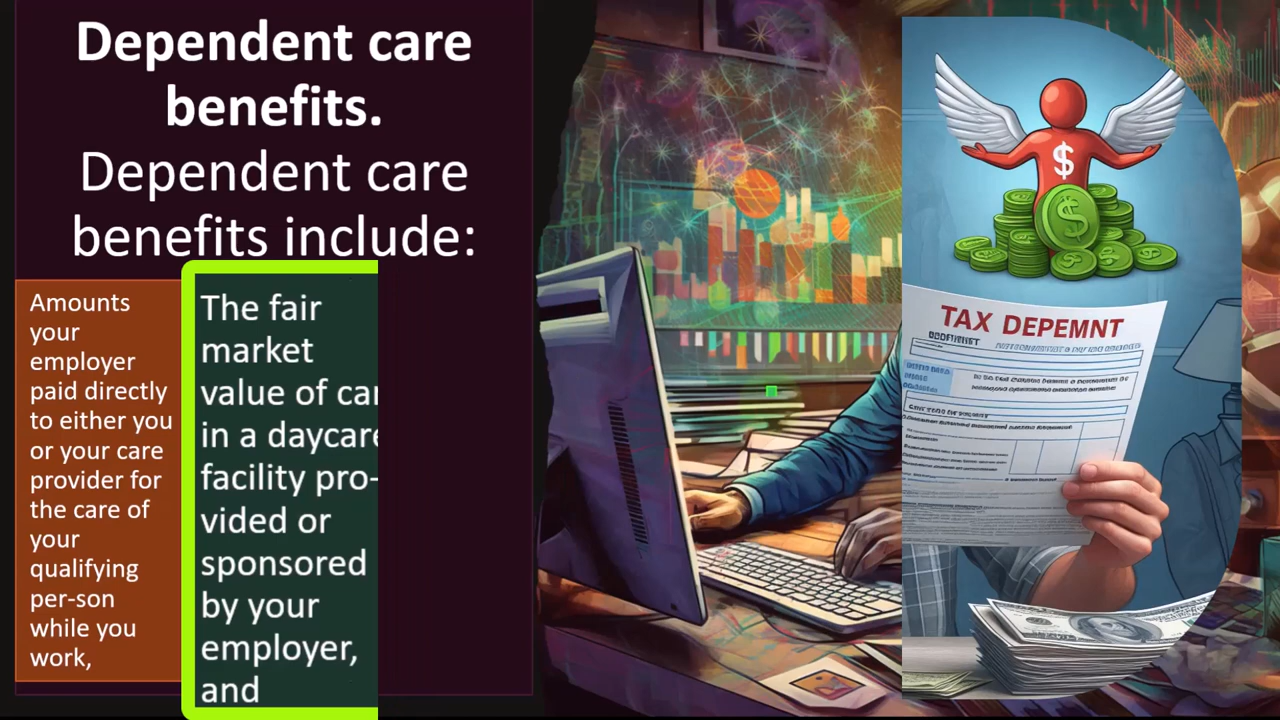 Dependent care
benefits.
Dependent care
benefits include:
Amounts
your
employer
paid directly
to either you
or your care
provider for
the care of
your
qualifying
per-son
while you
work,
The fair
market
value of car
in a daycare
facility pro-
vided or
sponsored
by your
employer,
and
$
$
TAX DEPEMNT